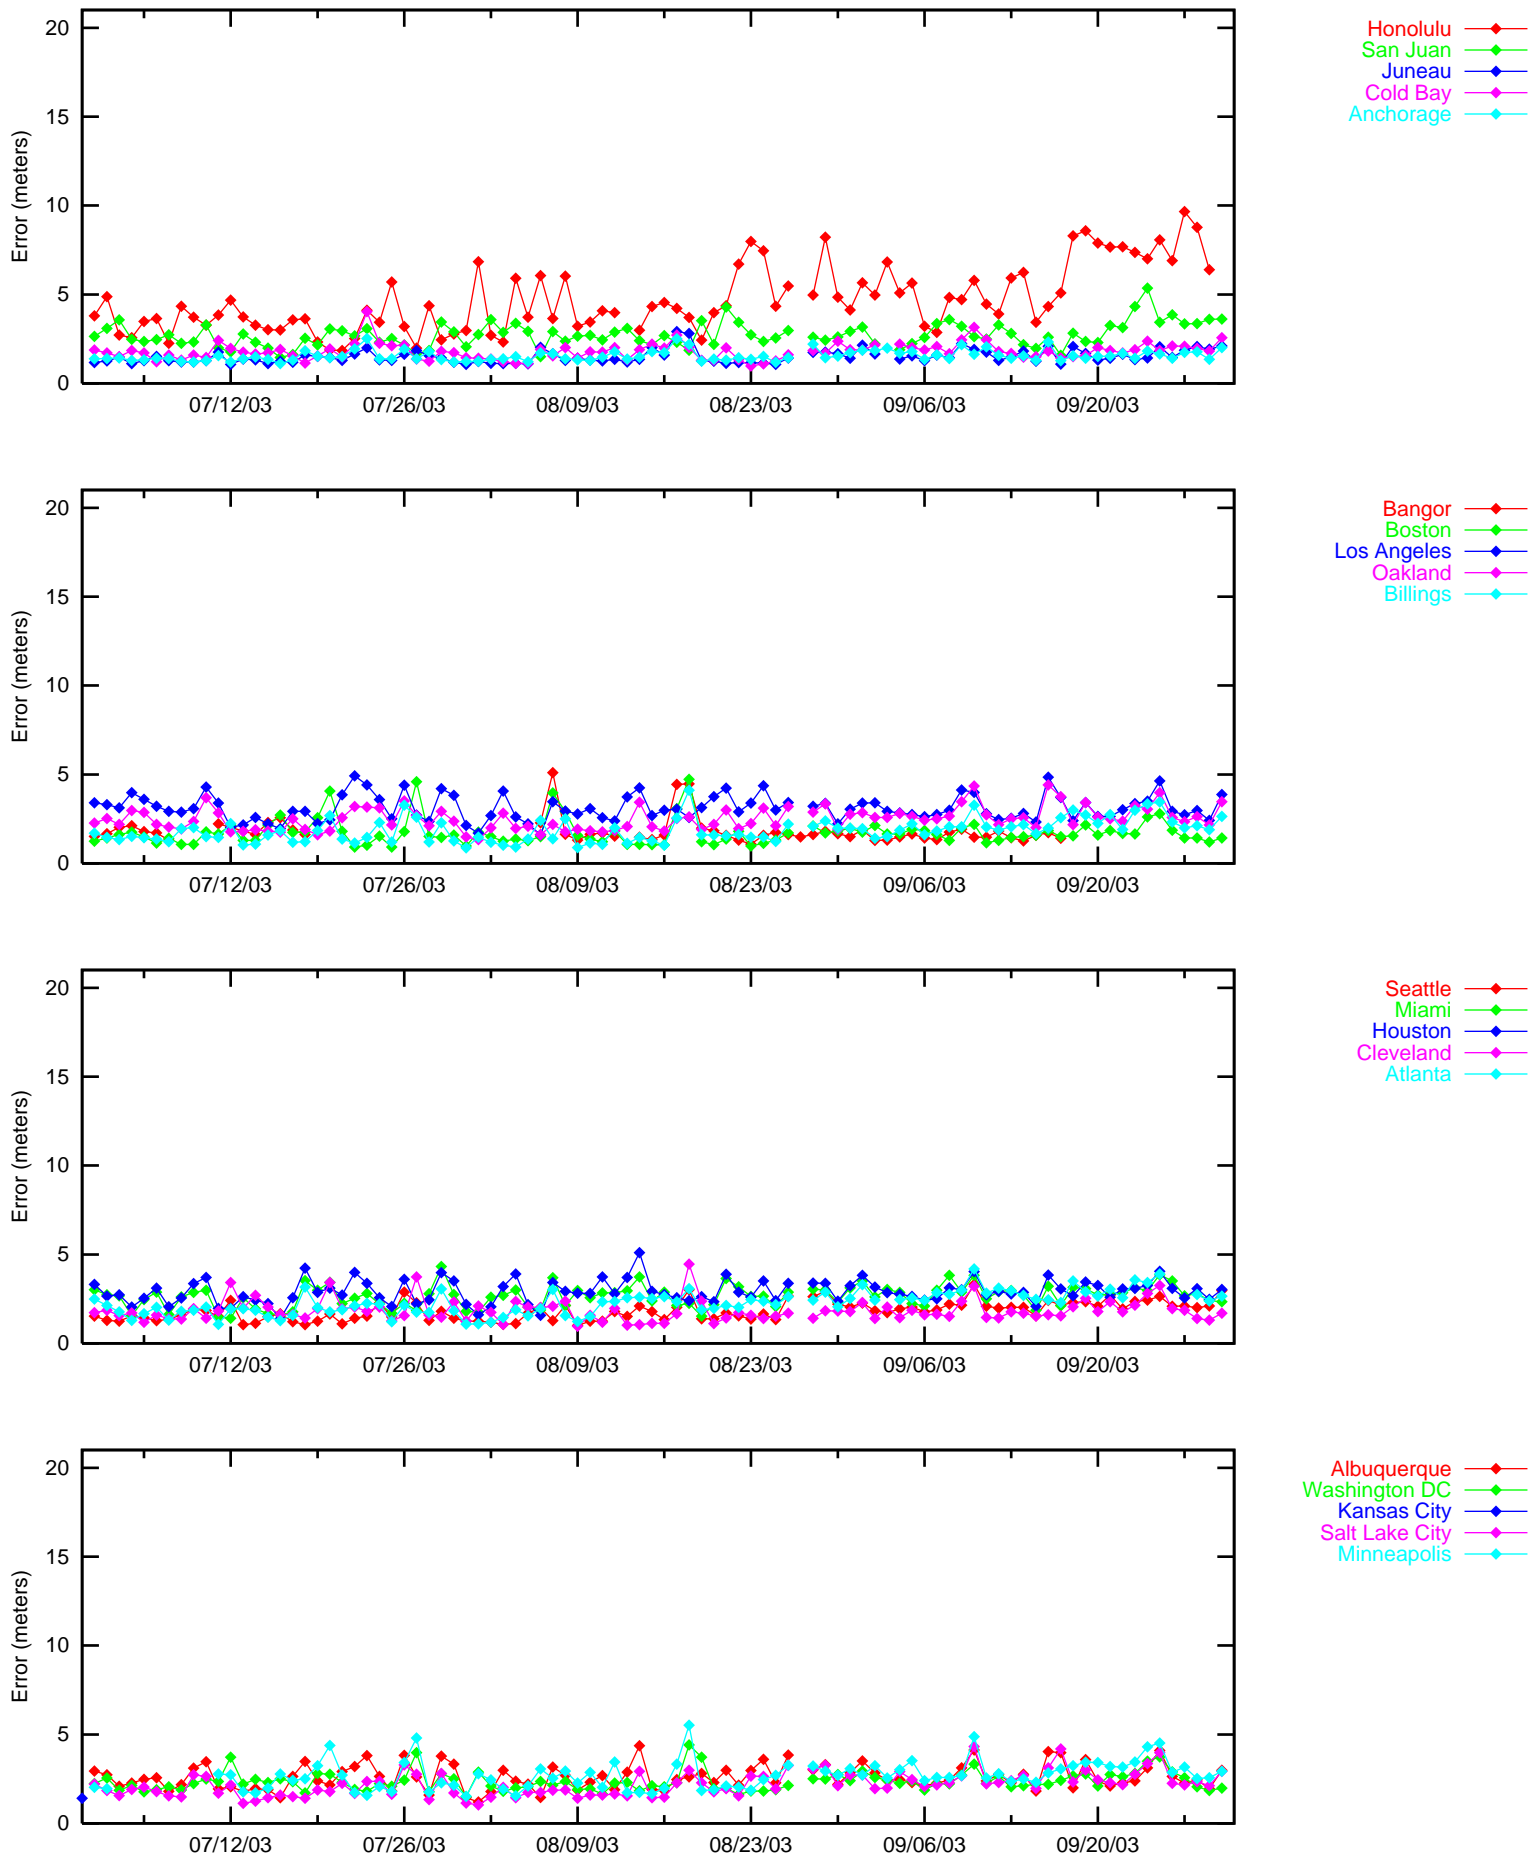 20
15
10
5
0
Error (meters)
07/12/03 07/26/03 08/09/03 08/23/03 09/06/03 09/20/03
Honolulu
San Juan
Juneau
Cold Bay
Anchorage
20
15
10
5
0
Error (meters)
07/12/03 07/26/03 08/09/03 08/23/03 09/06/03 09/20/03
Bangor
Boston
Los Angeles
Oakland
Billings
20
15
10
5
0
Error (meters)
07/12/03 07/26/03 08/09/03 08/23/03 09/06/03 09/20/03
Seattle
Miami
Houston
Cleveland
Atlanta
20
15
10
5
0
Error (meters)
07/12/03 07/26/03 08/09/03 08/23/03 09/06/03 09/20/03
Albuquerque
Washington DC
Kansas City
Salt Lake City
Minneapolis